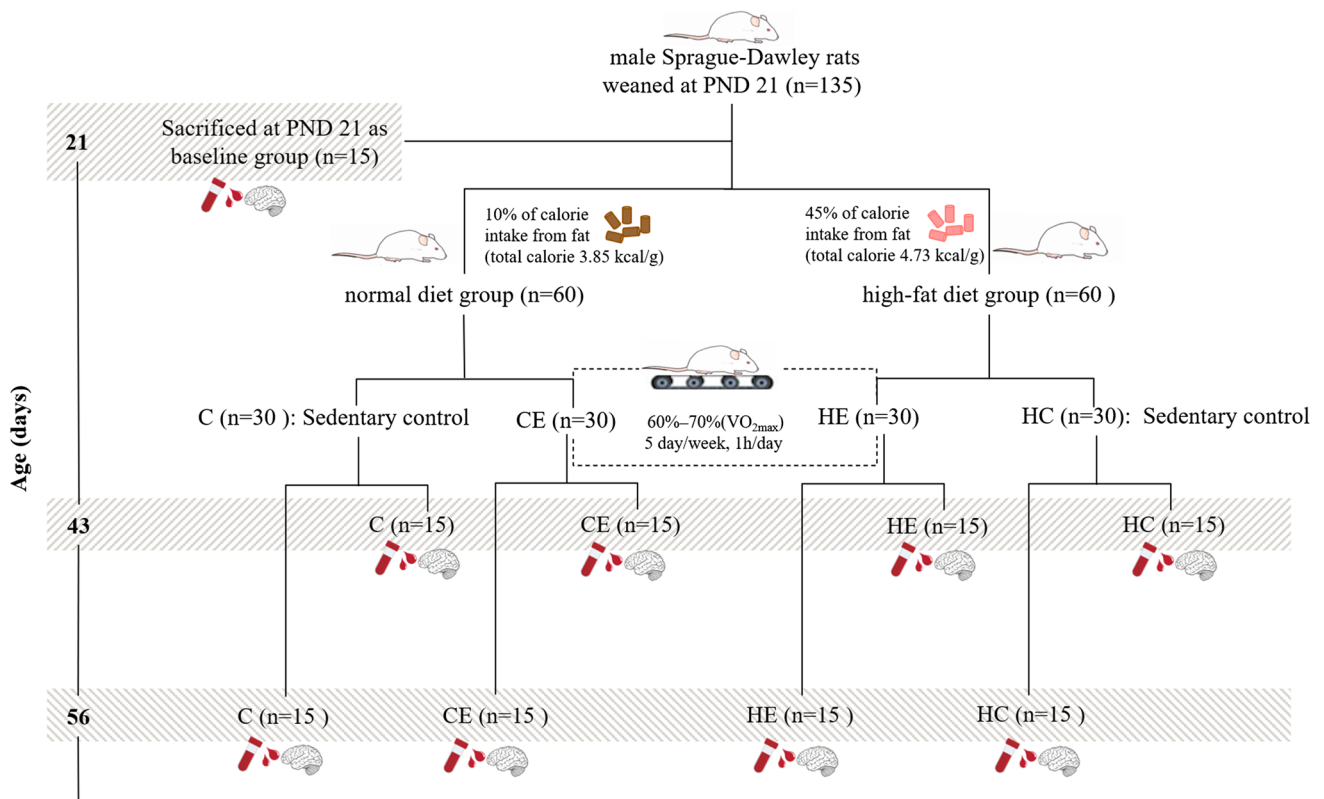 male Sprague-Dawley rats
weaned at PND 21 (n=135)
21
Sacrificed at PND 21 as
baseline group (n=15)
10% of calorie
intake from fat
(total calorie 3.85 kcal/g)
45% of calorie
intake from fat
(total calorie 4.73 kcal/g)
normal diet group (n=60)
high-fat diet group (n=60 )
Age (days)
C (n=30 ): Sedentary control
CE (n=30)
60%–70%(VO2max)
5 day/week, 1h/day
HE (n=30)
HC (n=30): Sedentary control
43
C (n=15)
CE (n=15)
HE (n=15)
HC (n=15)
56
C (n=15 )
CE (n=15 )
HE (n=15 )
HC (n=15 )